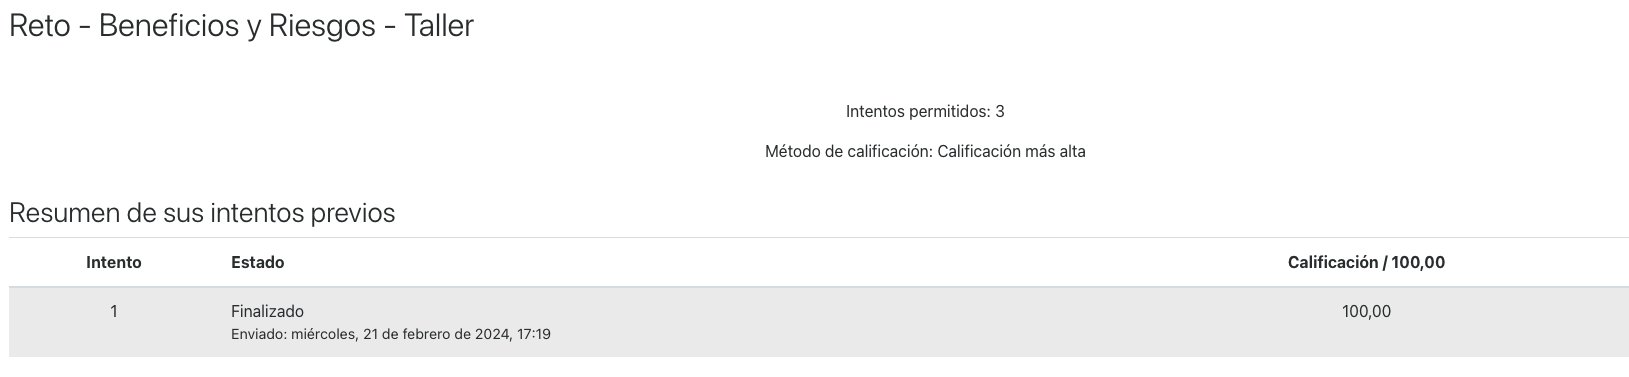 Reto - Beneficios y Riesgos - Taller
Intentos permitidos: 3
Método de calificación: Calificación más alta
Resumen de sus intentos previos
Intento Estado Calificación / 100,00
1 Finalizado 100,00
Enviado: miércoles, 21 de febrero de 2024, 17:19